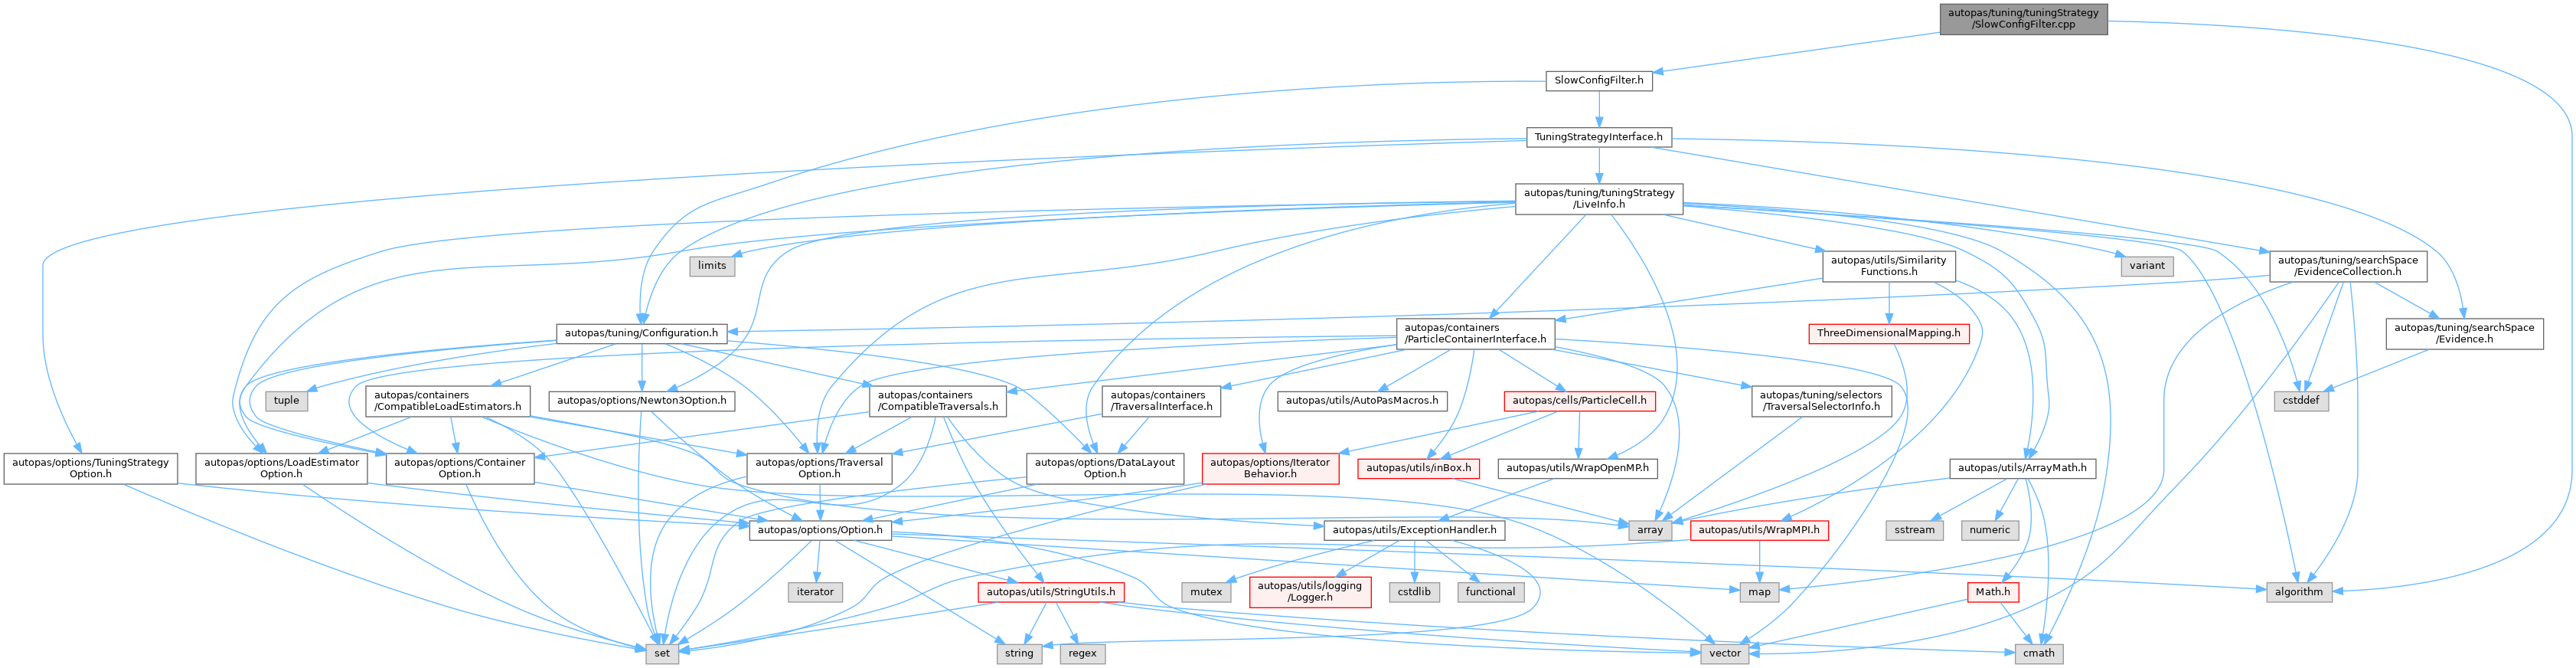 autopas/tuning/tuningStrategy
/SlowConfigFilter.cpp
SlowConfigFilter.h
TuningStrategyInterface.h
autopas/tuning/tuningStrategy
/LiveInfo.h
limits
autopas/utils/Similarity
Functions.h
variant
autopas/tuning/searchSpace
/EvidenceCollection.h
autopas/tuning/Configuration.h
autopas/containers
/ParticleContainerInterface.h
ThreeDimensionalMapping.h
autopas/tuning/searchSpace
/Evidence.h
tuple
autopas/containers
/CompatibleLoadEstimators.h
autopas/options/Newton3Option.h
autopas/containers
/CompatibleTraversals.h
autopas/containers
/TraversalInterface.h
autopas/utils/AutoPasMacros.h
autopas/cells/ParticleCell.h
autopas/tuning/selectors
/TraversalSelectorInfo.h
cstddef
autopas/options/TuningStrategy
Option.h
autopas/options/LoadEstimator
Option.h
autopas/options/Container
Option.h
autopas/options/Traversal
Option.h
autopas/options/DataLayout
Option.h
autopas/options/Iterator
Behavior.h
autopas/utils/inBox.h
autopas/utils/WrapOpenMP.h
autopas/utils/ArrayMath.h
autopas/options/Option.h
autopas/utils/ExceptionHandler.h
array
autopas/utils/WrapMPI.h
sstream
numeric
iterator
autopas/utils/StringUtils.h
mutex
autopas/utils/logging
/Logger.h
cstdlib
functional
map
Math.h
algorithm
set
string
regex
vector
cmath